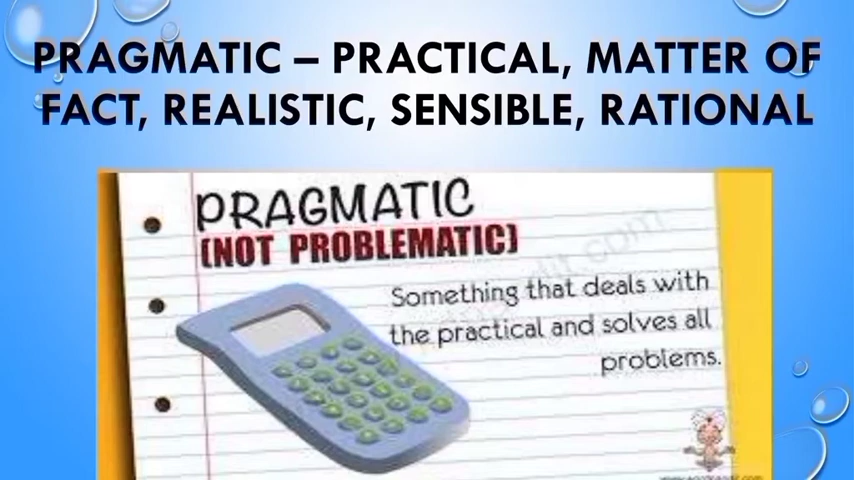 PRAGMATIC – PRACTICAL, MATTER OF
FACT, REALISTIC, SENSIBLE, RATIONAL
PRAGMATIC
(NOT PROBLEMATIC)
Something that deals with
the practical and solves all
problems.